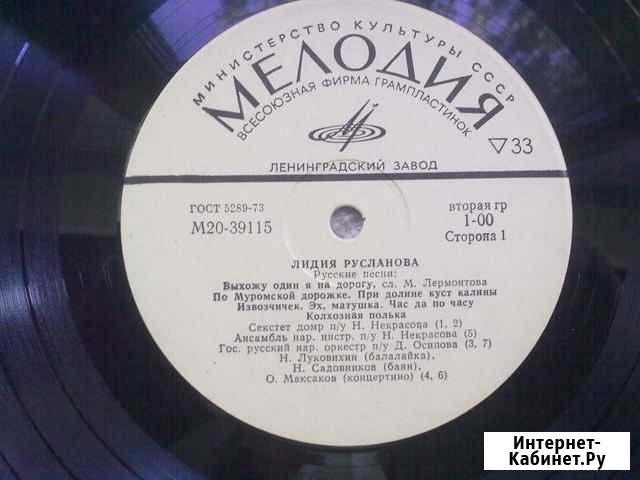 МИНИСТЕРСТВО КУЛЬТУРЫ СССР
МЕЛОДИЯ
ВСЕСОЮЗНАЯ ФИРМА ГРАМПЛАСТИНОК
ЛЕНИНГРАДСКИЙ ЗАВОД
▽33
ГОСТ 5289-73
М20-39115
вторая гр
1-00
Сторона 1
ЛИДИЯ РУСЛАНОВА
Русские песни:
Выхожу один я на дорогу, сл. М. Лермонтова
По Муромской дорожке. При долине куст калины
Извозчичек. Эх, матушка. Час да по часу
Колхозная полька
Секстет домр п/у Н. Некрасова (1, 2)
Ансамбль нар. инстр. п/у Н. Некрасова (5)
Гос. русский нар. оркестр п/у Д. Осипова (3, 7)
Н. Луковихин (балалайка),
Н. Садовников (баян),
О. Максаков (концертино) (4, 6)
Интернет-
Кабинет.Ру